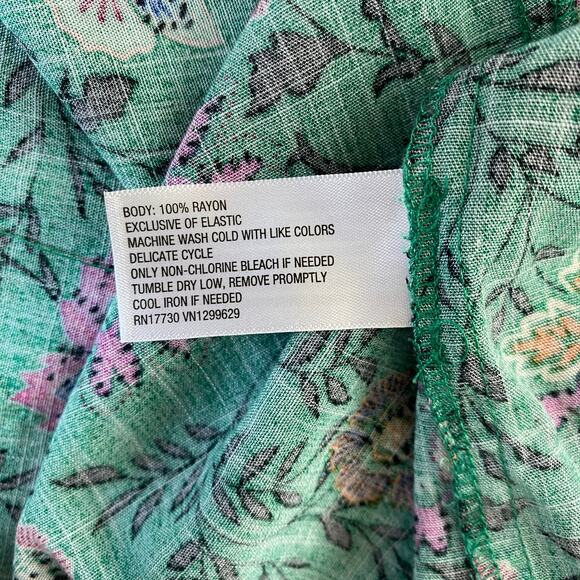 BODY: 100% RAYON
EXCLUSIVE OF ELASTIC
MACHINE WASH COLD WITH LIKE COLORS
DELICATE CYCLE
ONLY NON-CHLORINE BLEACH IF NEEDED
TUMBLE DRY LOW, REMOVE PROMPTLY
COOL IRON IF NEEDED
RN17730 VN1299629